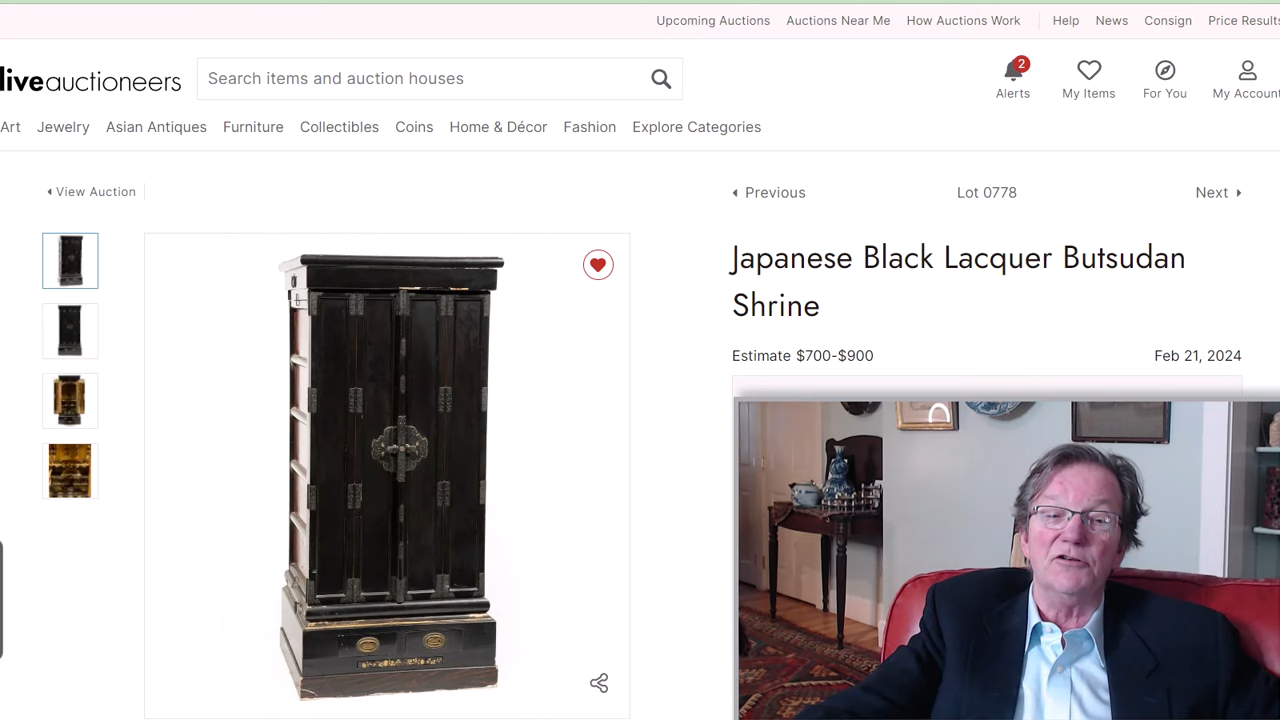 Upcoming Auctions Auctions Near Me How Auctions Work Help News Consign Price Results
liveauctioneers
Search items and auction houses
2
Alerts My Items For You My Account
Art Jewelry Asian Antiques Furniture Collectibles Coins Home & Décor Fashion Explore Categories
View Auction
Previous Lot 0778 Next
Japanese Black Lacquer Butsudan
Shrine
Estimate $700-$900 Feb 21, 2024